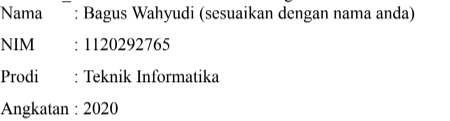 Nama : Bagus Wahyudi (sesuaikan dengan nama anda)
NIM : 1120292765
Prodi : Teknik Informatika
Angkatan : 2020